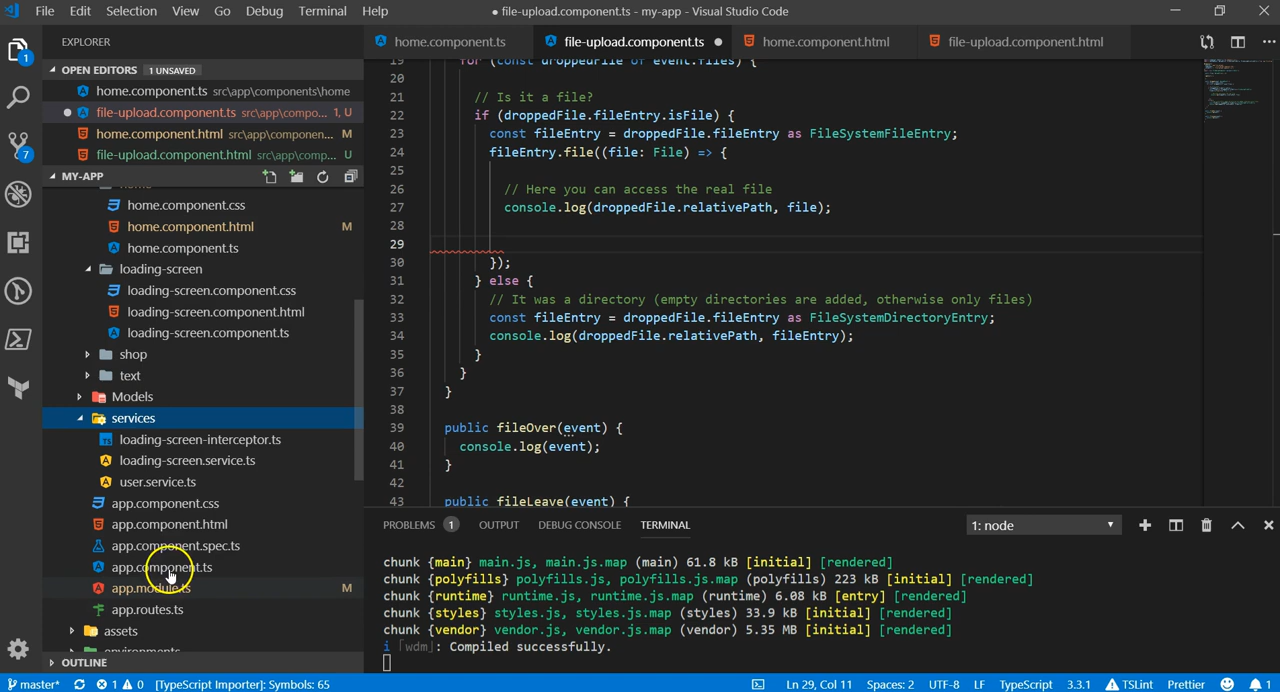 File Edit Selection View Go Debug Terminal Help ● file-upload.component.ts - my-app - Visual Studio Code
EXPLORER
OPEN EDITORS 1 UNSAVED
home.component.ts src\app\components\home
file-upload.component.ts src\app\compo... 1, U
home.component.html src\app\componen... M
file-upload.component.html src\app\comp... U
MY-APP
home
home.component.css
home.component.html M
home.component.ts
loading-screen
loading-screen.component.css
loading-screen.component.html
loading-screen.component.ts
shop
text
Models
services
loading-screen-interceptor.ts
loading-screen.service.ts
user.service.ts
app.component.css
app.component.html
app.component.spec.ts
app.component.ts
app.module.ts M
app.routes.ts
assets
environments
OUTLINE
1
7
home.component.ts file-upload.component.ts ● home.component.html file-upload.component.html
19 for (const droppedFile of event.files) {
20
21 // Is it a file?
22 if (droppedFile.fileEntry.isFile) {
23 const fileEntry = droppedFile.fileEntry as FileSystemFileEntry;
24 fileEntry.file((file: File) => {
25
26 // Here you can access the real file
27 console.log(droppedFile.relativePath, file);
28
29
30 });
31 } else {
32 // It was a directory (empty directories are added, otherwise only files)
33 const fileEntry = droppedFile.fileEntry as FileSystemDirectoryEntry;
34 console.log(droppedFile.relativePath, fileEntry);
35 }
36 }
37 }
38
39 public fileOver(event) {
40 console.log(event);
41 }
42
43 public fileLeave(event) {
PROBLEMS 1 OUTPUT DEBUG CONSOLE TERMINAL 1: node
chunk {main} main.js, main.js.map (main) 61.8 kB [initial] [rendered]
chunk {polyfills} polyfills.js, polyfills.js.map (polyfills) 223 kB [initial] [rendered]
chunk {runtime} runtime.js, runtime.js.map (runtime) 6.08 kB [entry] [rendered]
chunk {styles} styles.js, styles.js.map (styles) 33.9 kB [initial] [rendered]
chunk {vendor} vendor.js, vendor.js.map (vendor) 5.35 MB [initial] [rendered]
i ｢wdm｣: Compiled successfully.
master* 1 0 [TypeScript Importer]: Symbols: 65 Ln 29, Col 11 Spaces: 2 UTF-8 LF TypeScript 3.3.1 TSLint Prettier 1